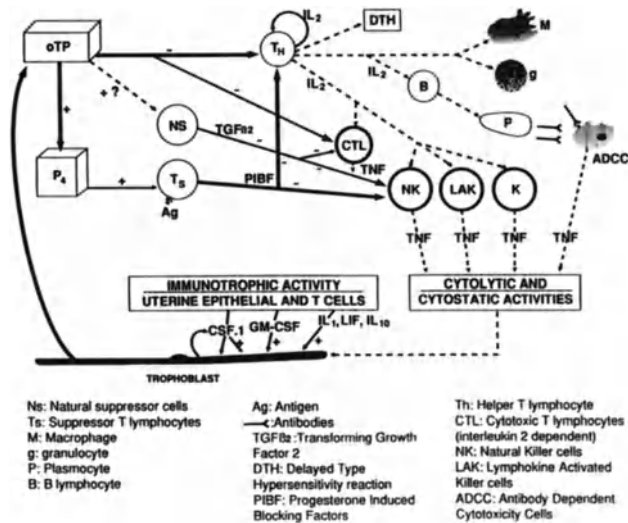 IL2
DTH
M
oTP
-
TH
-
+
+ ?
IL2
IL2
B
g
NS
TGFß2
CTL
TNF
P
ADCC
P4
+
TS
Ag
PIBF
-
NK
LAK
K
TNF
TNF
TNF
TNF
IMMUNOTROPHIC ACTIVITY
UTERINE EPITHELIAL AND T CELLS
CYTOLYTIC AND
CYTOSTATIC ACTIVITIES
CSF.1
GM-CSF
IL1, LIF, IL10
+
+
+
TROPHOBLAST
Ns: Natural suppressor cells
Ts: Suppressor T lymphocytes
M: Macrophage
g: granulocyte
P: Plasmocyte
B: B lymphocyte
Ag: Antigen
:Antibodies
TGFß2:Transforming Growth
Factor 2
DTH: Delayed Type
Hypersensitivity reaction
PIBF: Progesterone Induced
Blocking Factors
Th: Helper T lymphocyte
CTL: Cytotoxic T lymphocytes
(interleukin 2 dependent)
NK: Natural Killer cells
LAK: Lymphokine Activated
Killer cells
ADCC: Antibody Dependent
Cytotoxicity Cells